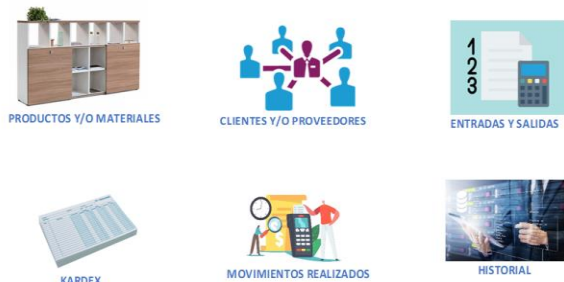 PRODUCTOS Y/O MATERIALES
CLIENTES Y/O PROVEEDORES
1
2
3
ENTRADAS Y SALIDAS
KARDEX
MOVIMIENTOS REALIZADOS
HISTORIAL